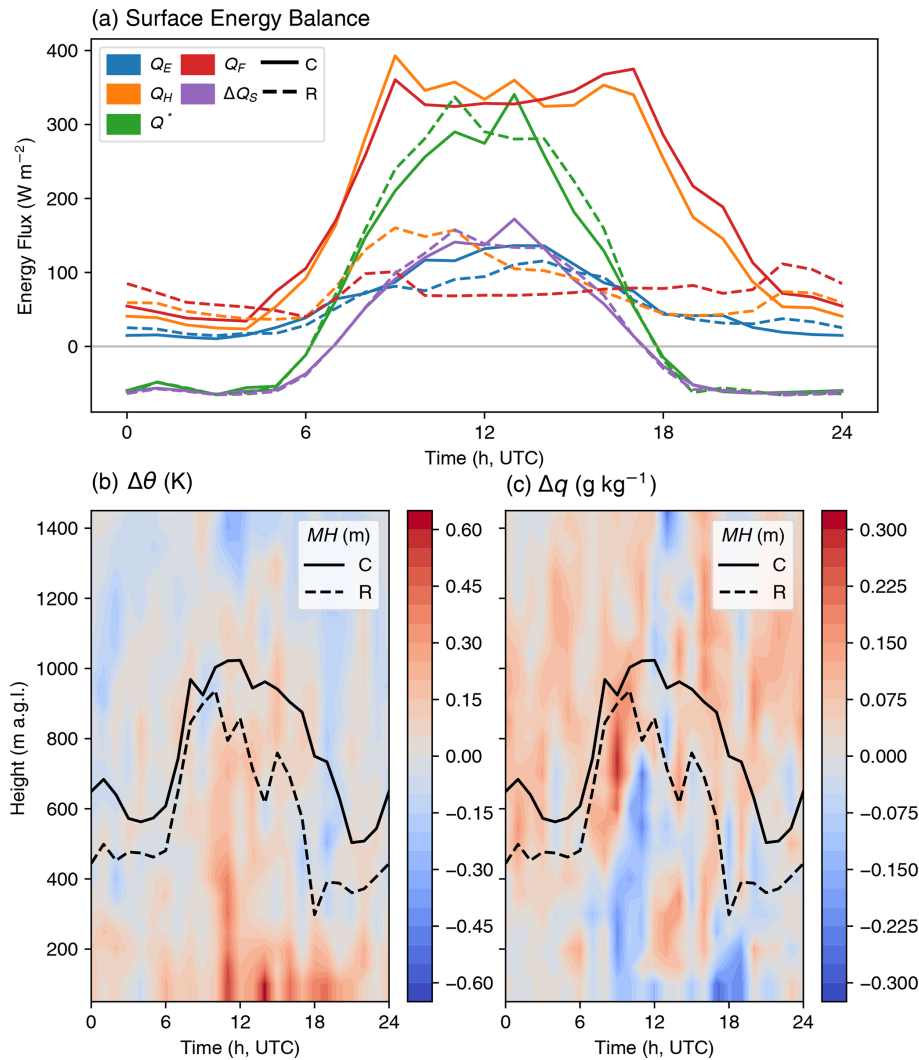 (a) Surface Energy Balance
400
300
200
100
0
Energy Flux (W m⁻²)
Q_E Q_F C
Q_H ΔQ_S R
Q*
0 6 12 18 24
Time (h, UTC)
(b) Δθ (K)
1400
1200
1000
800
600
400
200
Height (m a.g.l.)
MH (m)
C
R
0.60
0.45
0.30
0.15
0.00
−0.15
−0.30
−0.45
−0.60
0 6 12 18 24
Time (h, UTC)
(c) Δq (g kg⁻¹)
MH (m)
C
R
0.300
0.225
0.150
0.075
0.000
−0.075
−0.150
−0.225
−0.300
0 6 12 18 24
Time (h, UTC)